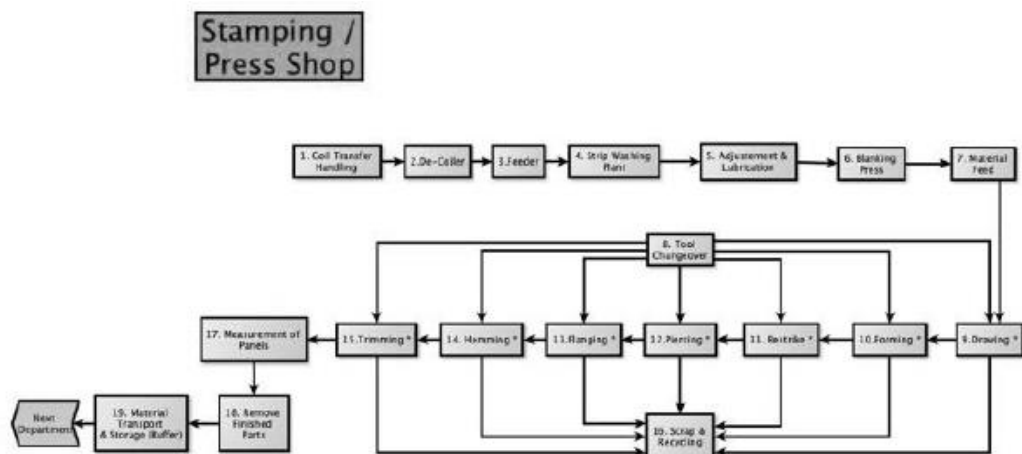 Stamping /
Press Shop
1. Coil Transfer
Handling
2.De-Coiler
3.Feeder
4. Strip Washing
Plant
5. Adjustement &
Lubrication
6. Blanking
Press
7. Material
Feed
8. Tool
Changeover
17. Measurement of
Panels
15.Trimming *
14. Hemming *
13.Flanging *
12.Piercing *
11. Restrike *
10.Forming *
9.Drawing *
Next
Department
19. Material
Transport
& Storage (Buffer)
18. Remove
Finished
Parts
16. Scrap &
Recycling